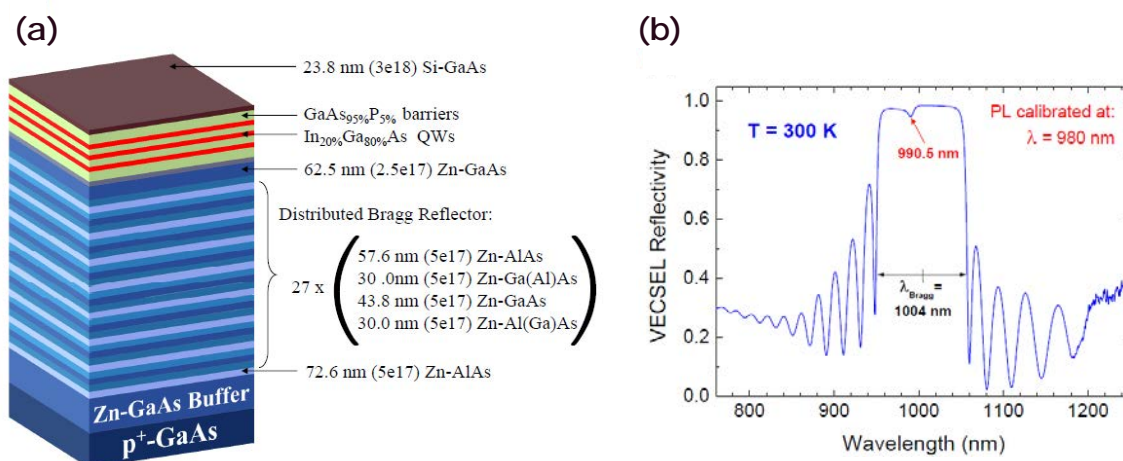 (a)
23.8 nm (3e18) Si-GaAs
GaAs95%P5% barriers
In20%Ga80%As QWs
62.5 nm (2.5e17) Zn-GaAs
Distributed Bragg Reflector:
27 x
57.6 nm (5e17) Zn-AlAs
30 .0nm (5e17) Zn-Ga(Al)As
43.8 nm (5e17) Zn-GaAs
30.0 nm (5e17) Zn-Al(Ga)As
72.6 nm (5e17) Zn-AlAs
Zn-GaAs Buffer
p+-GaAs
(b)
VECSEL Reflectivity
1.0
0.8
0.6
0.4
0.2
0.0
T = 300 K
PL calibrated at:
λ = 980 nm
990.5 nm
λBragg =
1004 nm
800 900 1000 1100 1200
Wavelength (nm)